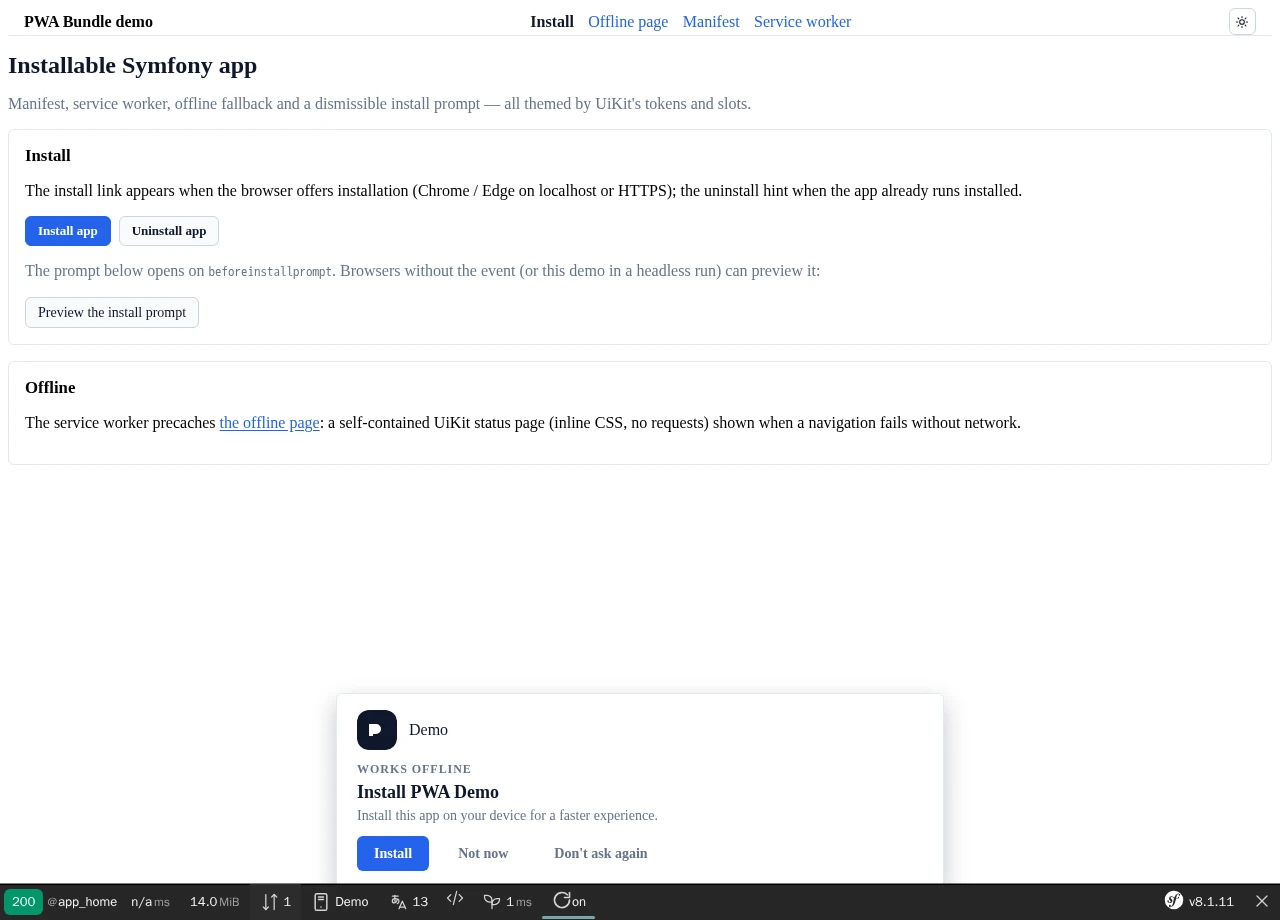 PWA Bundle demo Install Offline page Manifest Service worker
Installable Symfony app
Manifest, service worker, offline fallback and a dismissible install prompt — all themed by UiKit's tokens and slots.
Install
The install link appears when the browser offers installation (Chrome / Edge on localhost or HTTPS); the uninstall hint when the app already runs installed.
Install app Uninstall app
The prompt below opens on beforeinstallprompt. Browsers without the event (or this demo in a headless run) can preview it:
Preview the install prompt
Offline
The service worker precaches the offline page: a self-contained UiKit status page (inline CSS, no requests) shown when a navigation fails without network.
Demo
WORKS OFFLINE
Install PWA Demo
Install this app on your device for a faster experience.
Install Not now Don't ask again
200 @app_home n/a ms 14.0 MiB 1 Demo 13 1 ms on v8.1.11